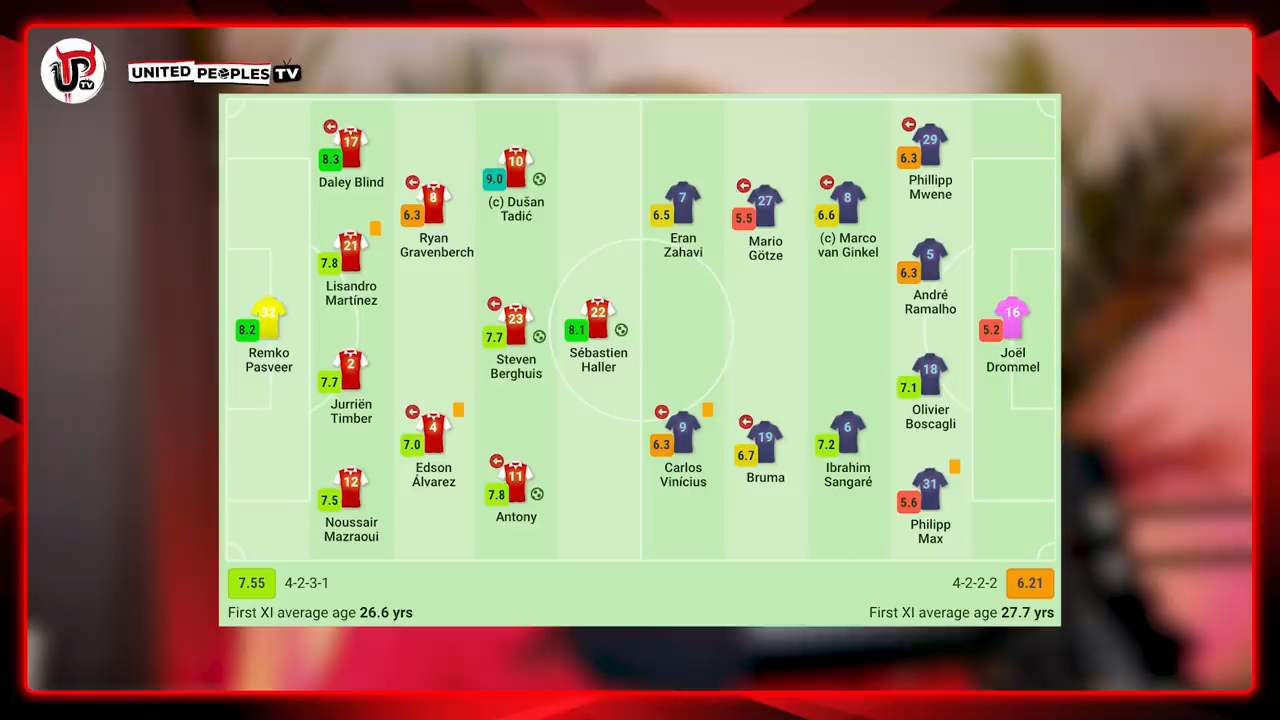 UP
TV
UNITED PEOPLES TV
17
8.3
Daley Blind
21
7.8
Lisandro
Martínez
32
8.2
Remko
Pasveer
2
7.7
Jurriën
Timber
12
7.5
Noussair
Mazraoui
8
6.3
Ryan
Gravenberch
4
7.0
Edson
Álvarez
10
9.0
(c) Dušan
Tadić
23
7.7
Steven
Berghuis
11
7.8
Antony
22
8.1
Sébastien
Haller
7
6.5
Eran
Zahavi
9
6.3
Carlos
Vinícius
27
5.5
Mario
Götze
19
6.7
Bruma
8
6.6
(c) Marco
van Ginkel
6
7.2
Ibrahim
Sangaré
29
6.3
Phillipp
Mwene
5
6.3
André
Ramalho
18
7.1
Olivier
Boscagli
31
5.6
Philipp
Max
16
5.2
Joël
Drommel
7.55 4-2-3-1
4-2-2-2 6.21
First XI average age 26.6 yrs
First XI average age 27.7 yrs